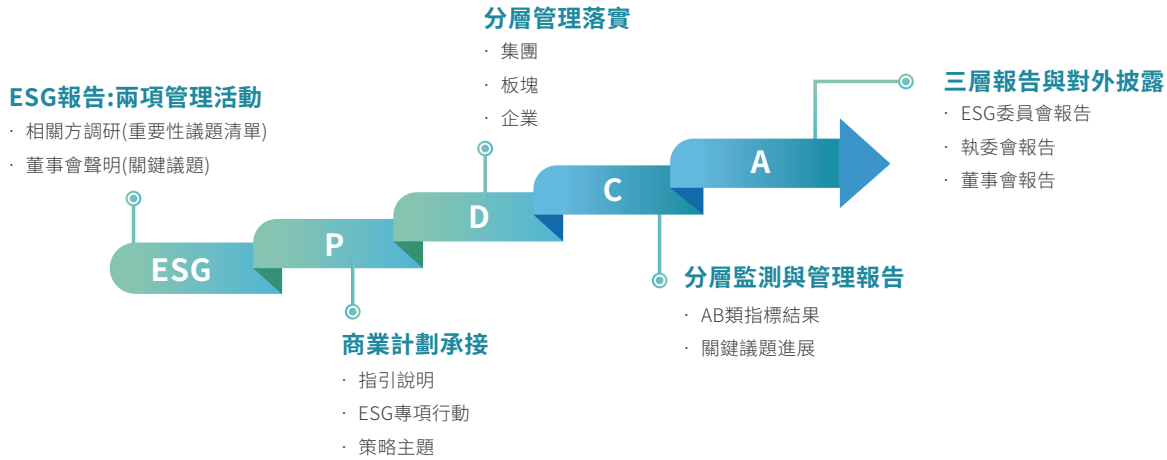 ESG報告:兩項管理活動
· 相關方調研(重要性議題清單)
· 董事會聲明(關鍵議題)
ESG
P
商業計劃承接
· 指引說明
· ESG專項行動
· 策略主題
分層管理落實
· 集團
· 板塊
· 企業
D
C
分層監測與管理報告
· AB類指標結果
· 關鍵議題進展
A
三層報告與對外披露
· ESG委員會報告
· 執委會報告
· 董事會報告